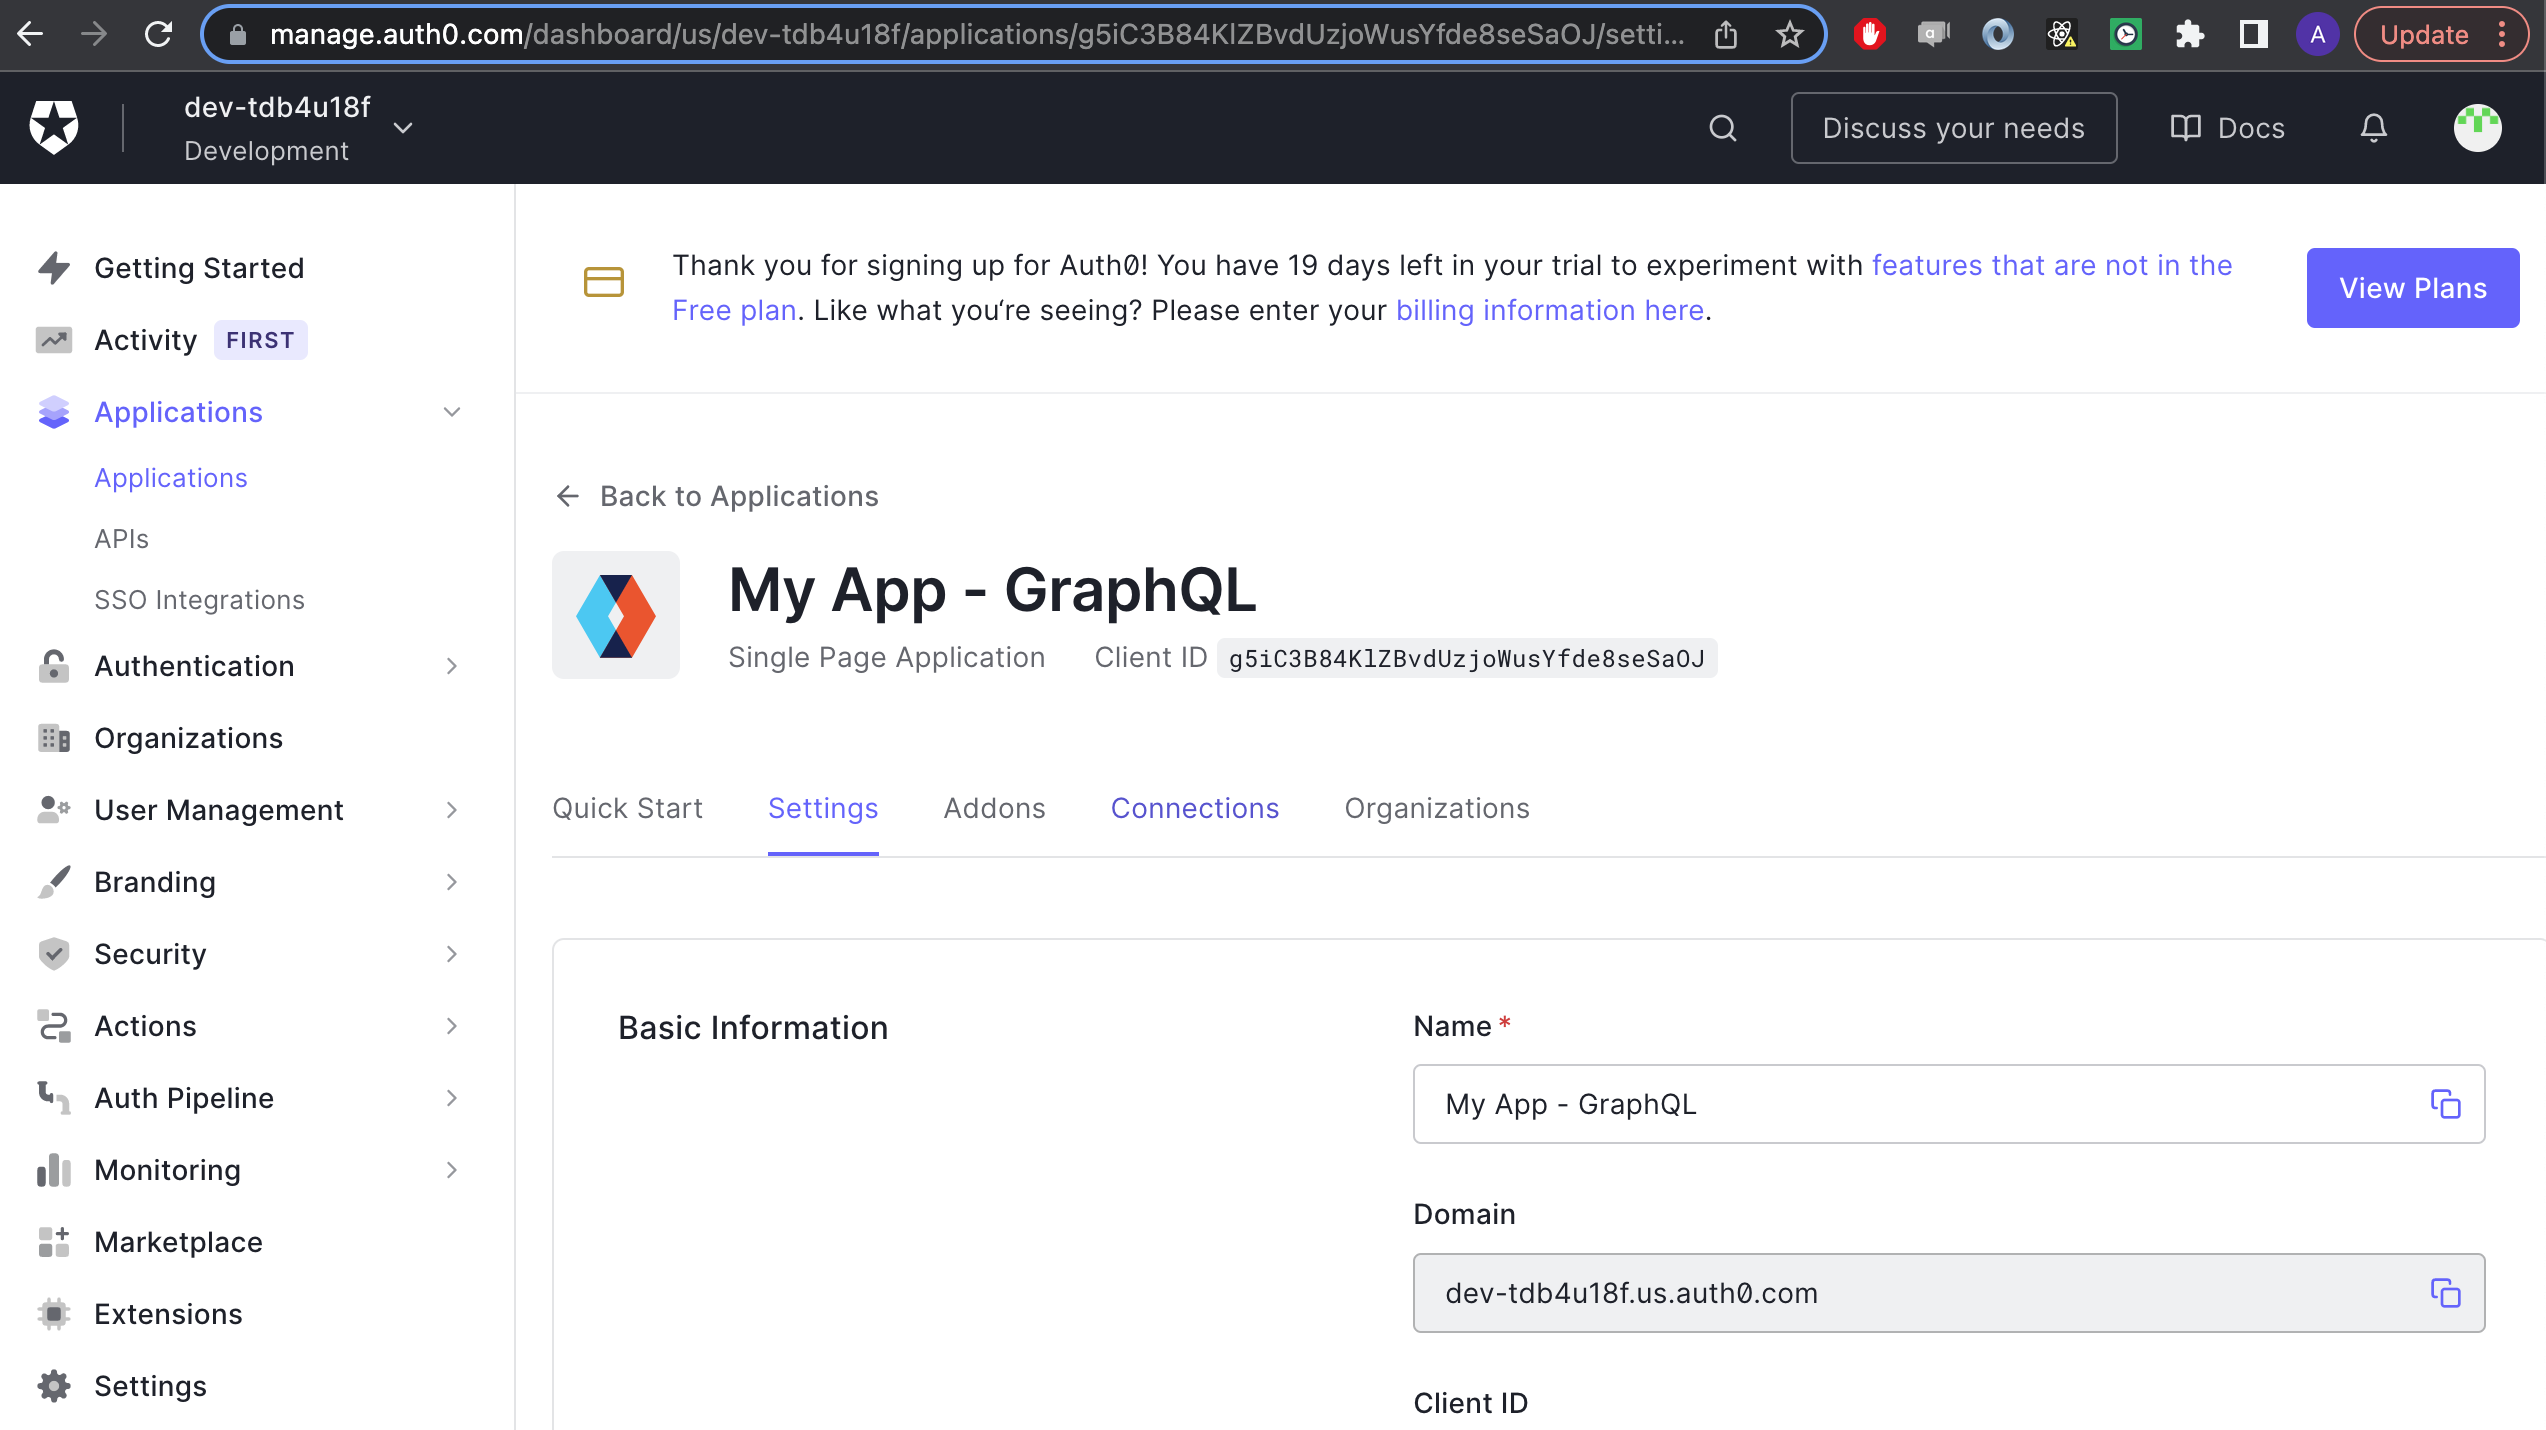 manage.auth0.com/dashboard/us/dev-tdb4u18f/applications/g5iC3B84KlZBvdUzjoWusYfde8seSaOJ/setti...
A
Update
dev-tdb4u18f
Development
Discuss your needs
Docs
Getting Started
Activity FIRST
Applications
Applications
APIs
SSO Integrations
Authentication
Organizations
User Management
Branding
Security
Actions
Auth Pipeline
Monitoring
Marketplace
Extensions
Settings
Thank you for signing up for Auth0! You have 19 days left in your trial to experiment with features that are not in the
Free plan. Like what you‘re seeing? Please enter your billing information here.
View Plans
Back to Applications
My App - GraphQL
Single Page Application Client ID g5iC3B84KlZBvdUzjoWusYfde8seSaOJ
Quick Start Settings Addons Connections Organizations
Basic Information
Name *
My App - GraphQL
Domain
dev-tdb4u18f.us.auth0.com
Client ID